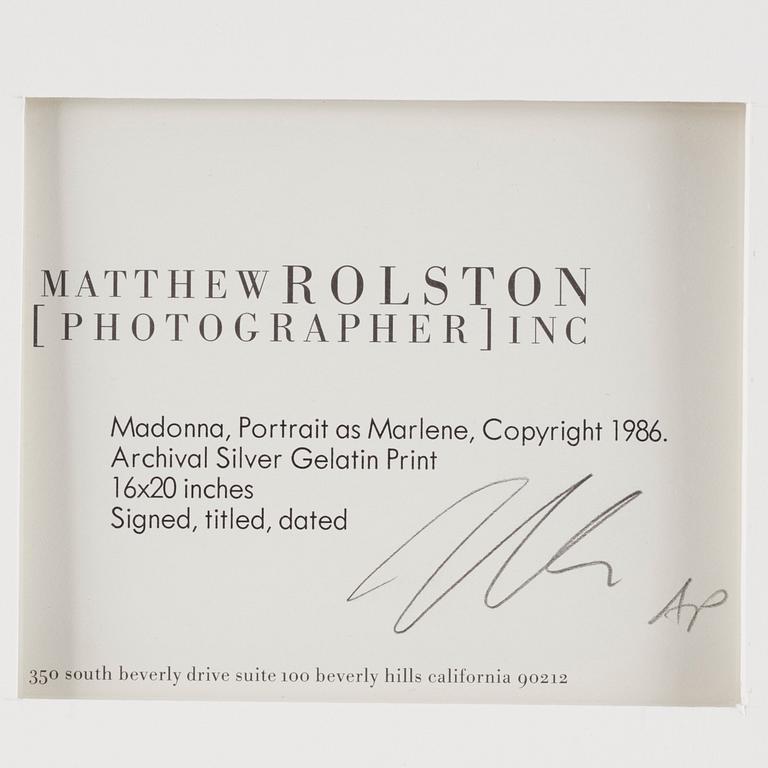 MATTHEW ROLSTON
[PHOTOGRAPHER] INC
Madonna, Portrait as Marlene, Copyright 1986.
Archival Silver Gelatin Print
16x20 inches
Signed, titled, dated
AP
350 south beverly drive suite 100 beverly hills california 90212